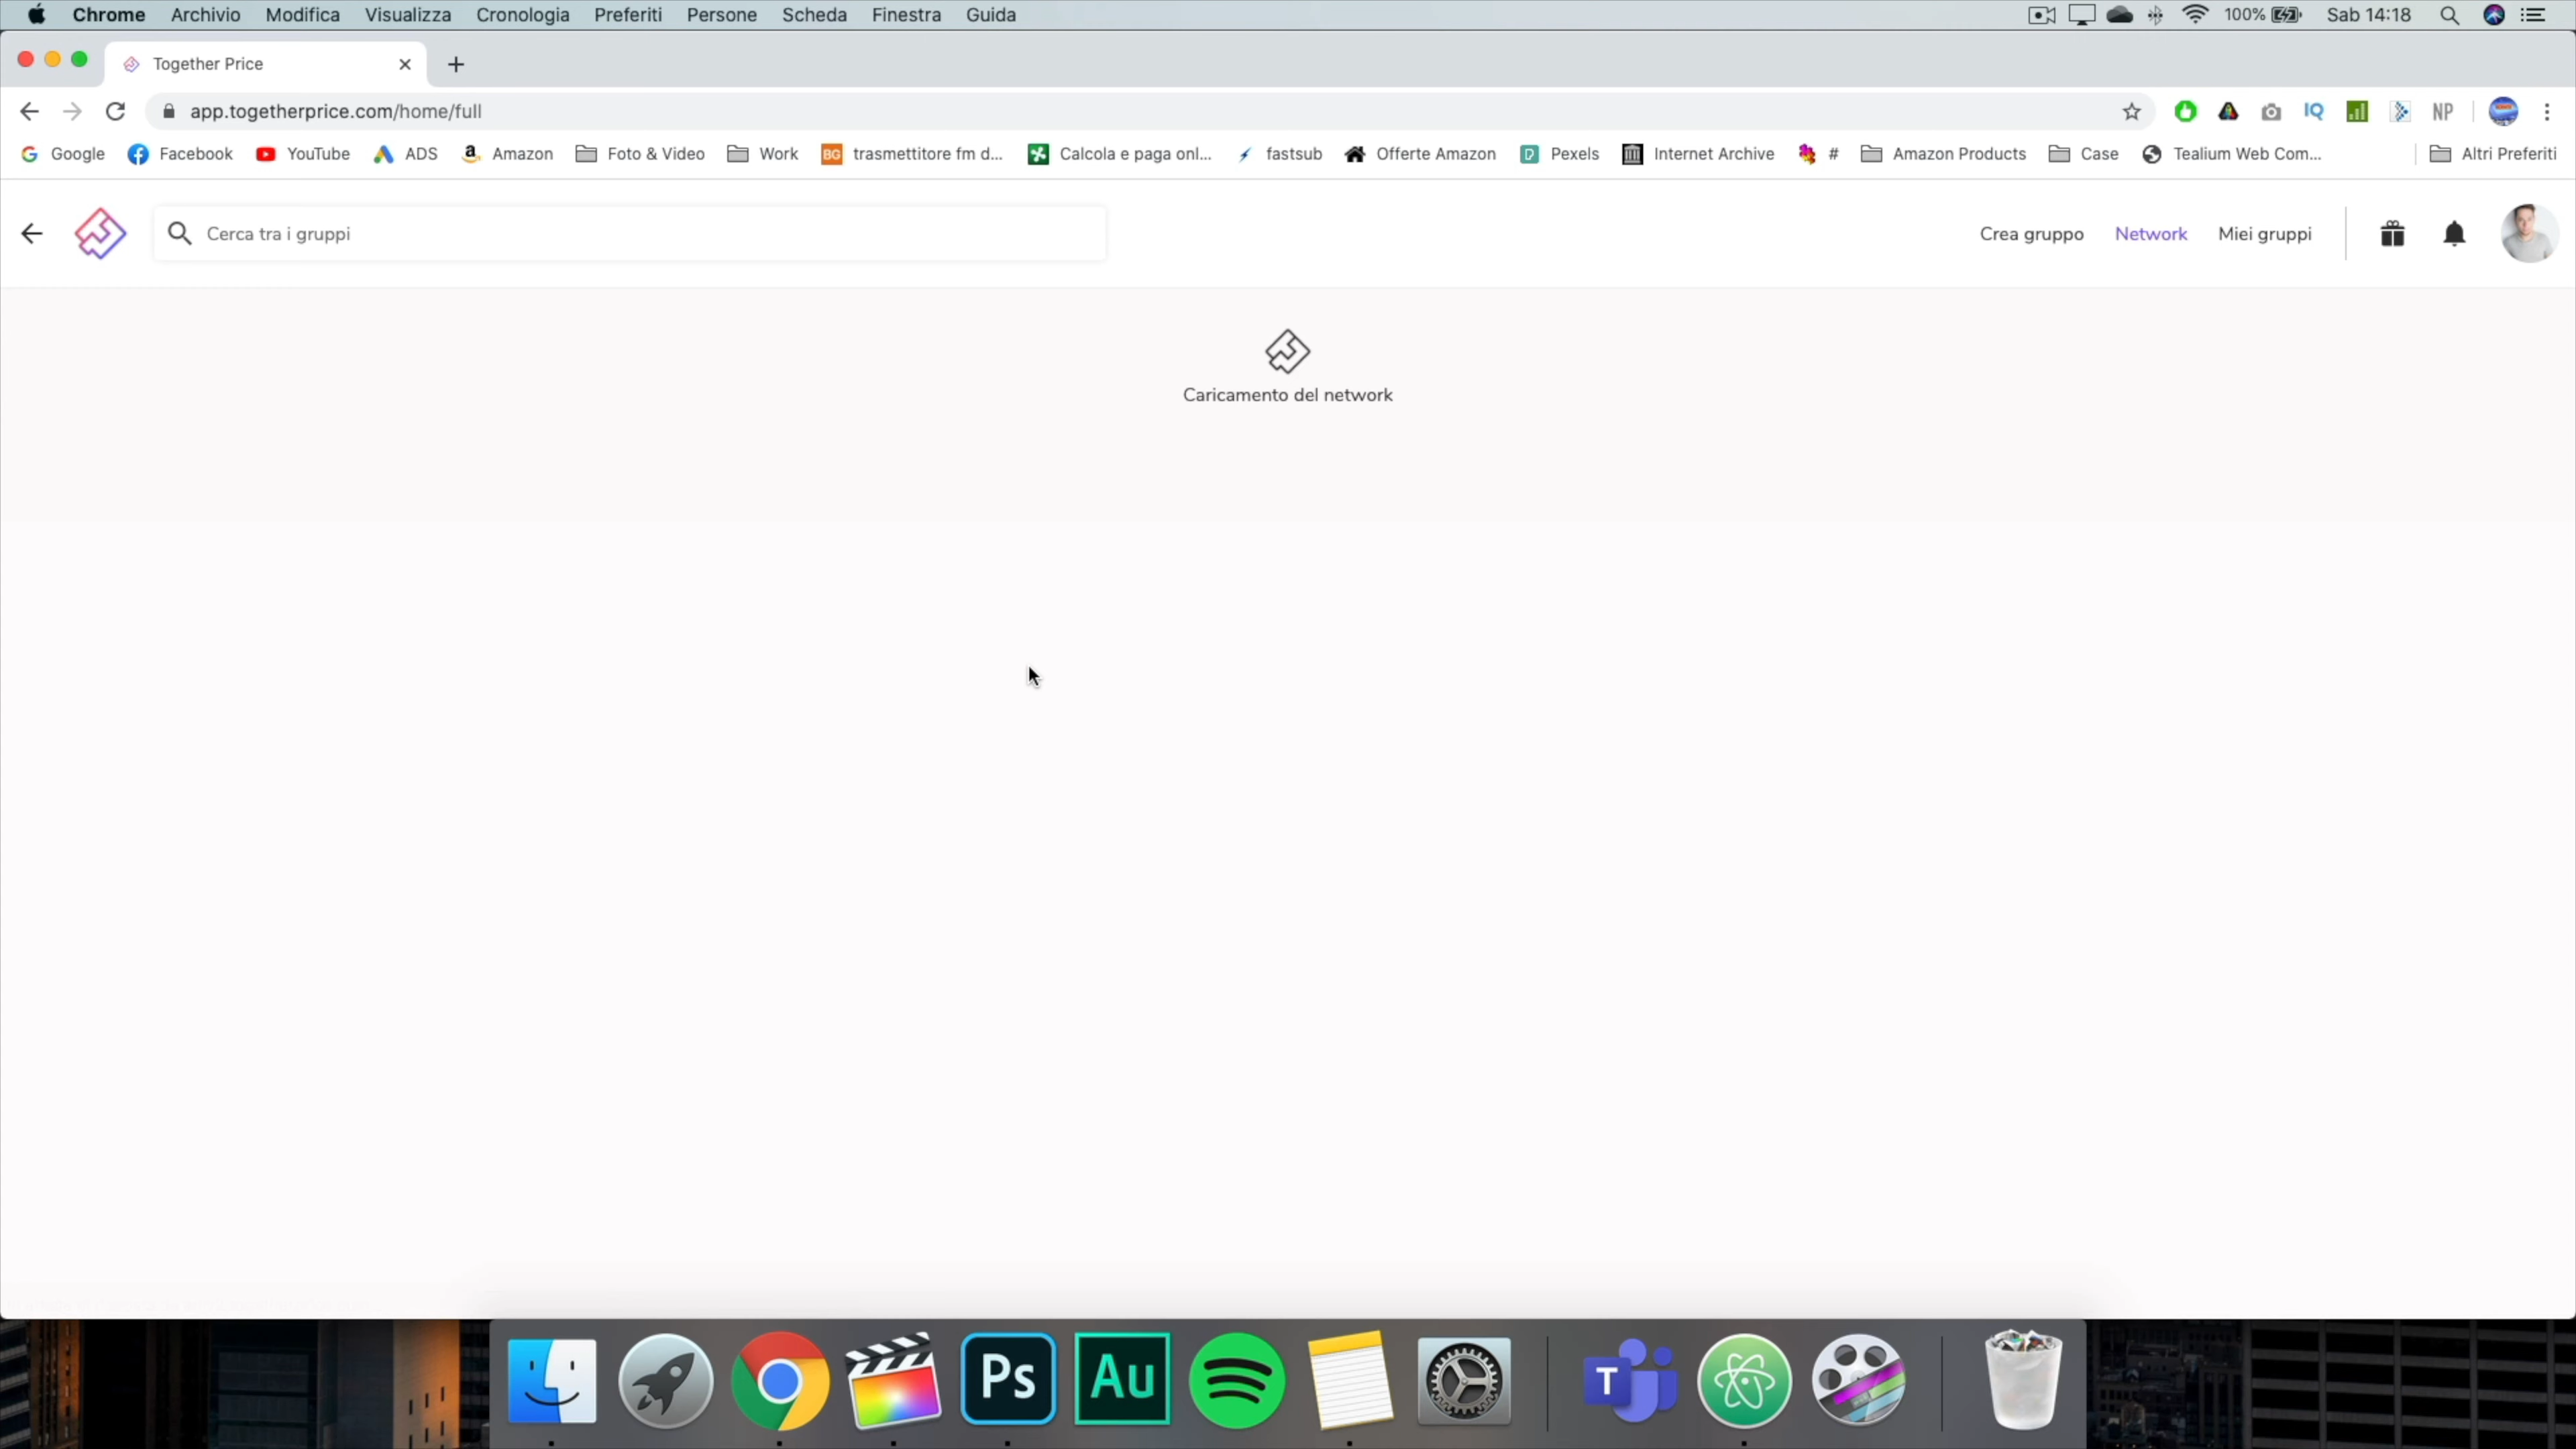 Chrome Archivio Modifica Visualizza Cronologia Preferiti Persone Scheda Finestra Guida 100% Sab 14:18
Together Price
app.togetherprice.com/home/full IQ NP
Google Facebook YouTube ADS Amazon Foto & Video Work BG trasmettitore fm d... Calcola e paga onl... fastsub Offerte Amazon Pexels Internet Archive # Amazon Products Case Tealium Web Com... Altri Preferiti
Cerca tra i gruppi Crea gruppo Network Miei gruppi
Caricamento del network
Ps Au T